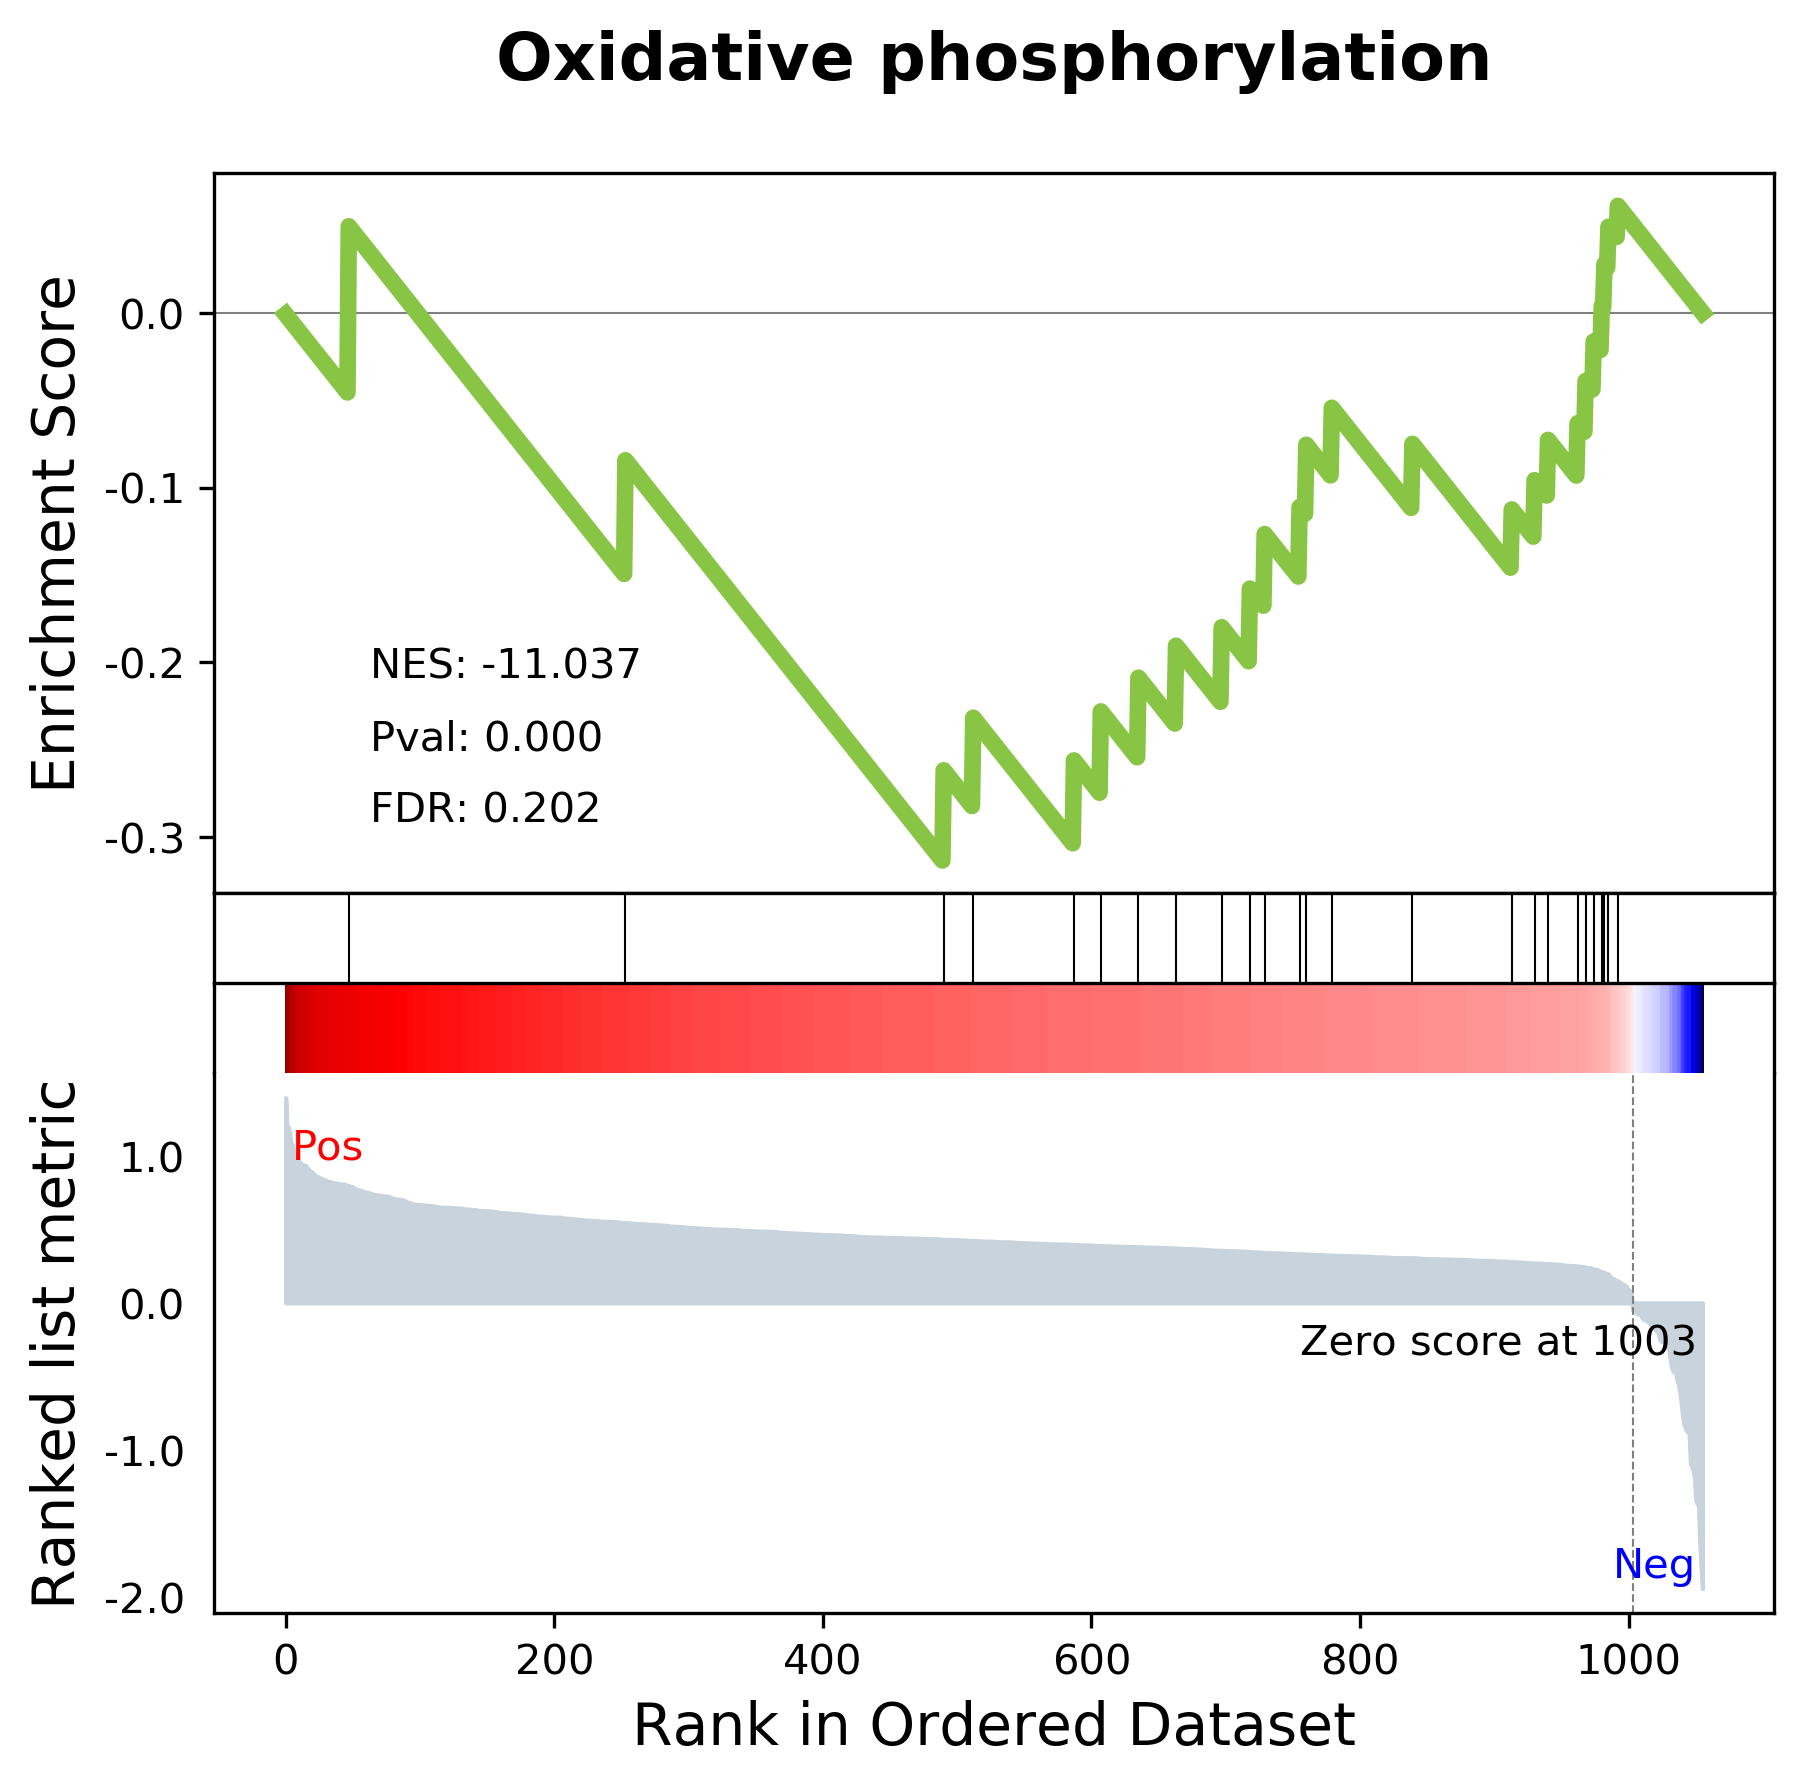 Oxidative phosphorylation
Enrichment Score
0.0
-0.1
-0.2
-0.3
NES: -11.037
Pval: 0.000
FDR: 0.202
Ranked list metric
1.0
0.0
-1.0
-2.0
Pos
Zero score at 1003
Neg
0 200 400 600 800 1000
Rank in Ordered Dataset